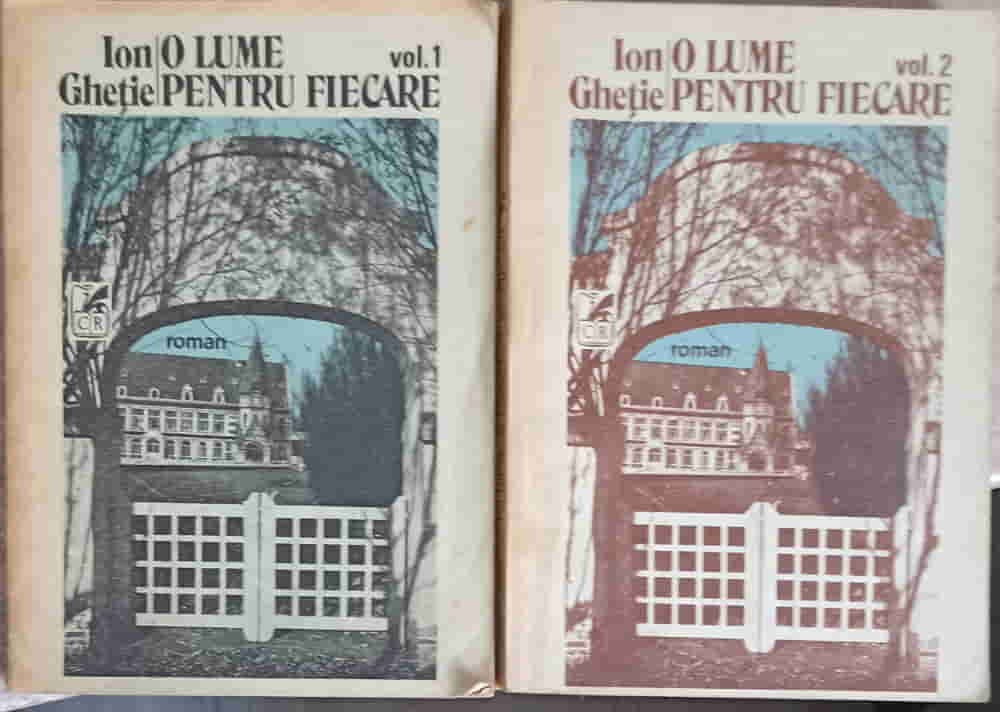 Ion O LUME vol.1
Gheție PENTRU FIECARE
CR
roman
Ion O LUME vol.2
Gheție PENTRU FIECARE
CR
roman